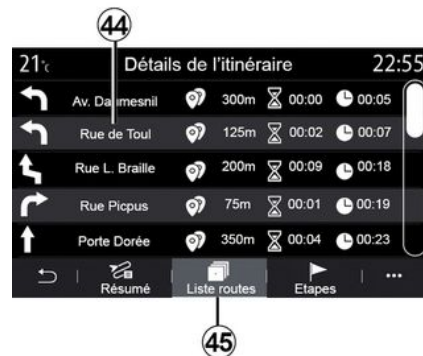 44
21°c Détails de l'itinéraire 22:55
Av. Daumesnil 300m 00:00 00:05
Rue de Toul 125m 00:02 00:07
Rue L. Braille 200m 00:09 00:18
Rue Picpus 75m 00:01 00:19
Porte Dorée 350m 00:04 00:23
Résumé Liste routes Etapes ...
45